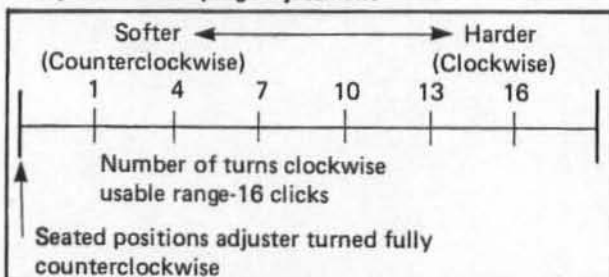 Softer Harder
(Counterclockwise) (Clockwise)
1 4 7 10 13 16
Number of turns clockwise
usable range-16 clicks
Seated positions adjuster turned fully
counterclockwise